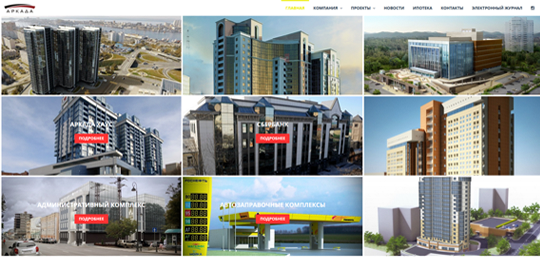 АРКАДА
ГЛАВНАЯ КОМПАНИЯ ПРОЕКТЫ НОВОСТИ ИПОТЕКА КОНТАКТЫ ЭЛЕКТРОННЫЙ ЖУРНАЛ
АРКАДА ХАУС
ПОДРОБНЕЕ
СБЕРБАНК
ПОДРОБНЕЕ
АДМИНИСТРАТИВНЫЙ КОМПЛЕКС
ПОДРОБНЕЕ
АВТОЗАПРАВОЧНЫЕ КОМПЛЕКСЫ
ПОДРОБНЕЕ